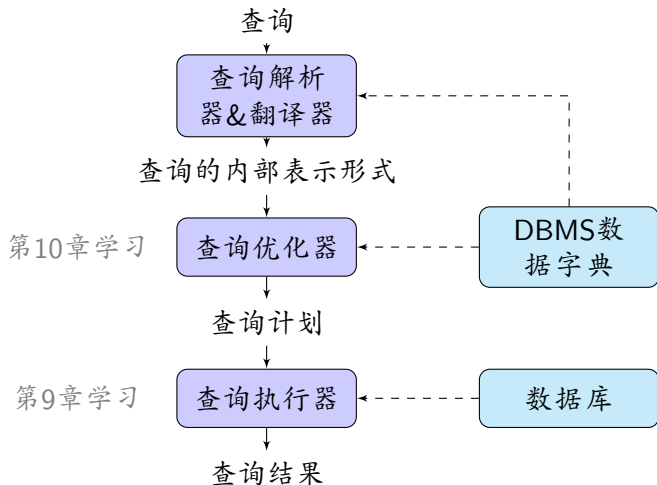 查询
查询解析
器&翻译器
查询的内部表示形式
第10章学习
查询优化器
DBMS数
据字典
查询计划
第9章学习
查询执行器
数据库
查询结果